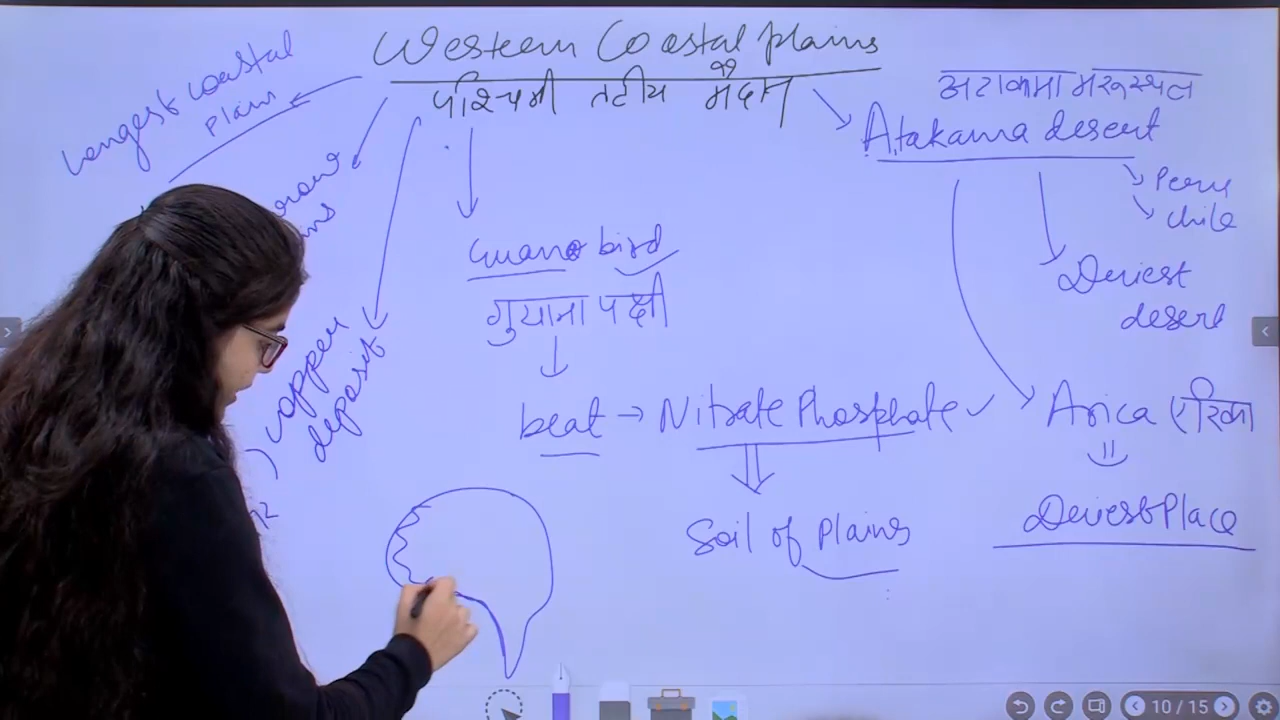 Western Coastal plains
पश्चिमी तटीय मैदान
Longest coastal
plain
Copper
deposit
Guano bird
गुयाना पक्षी
beat → Nitrate Phosphate
Soil of plains
अटाकामा मरूस्थल
Atakama desert
Peru
Chile
Driest
desert
Arica एरिका
Driest Place
10 / 15